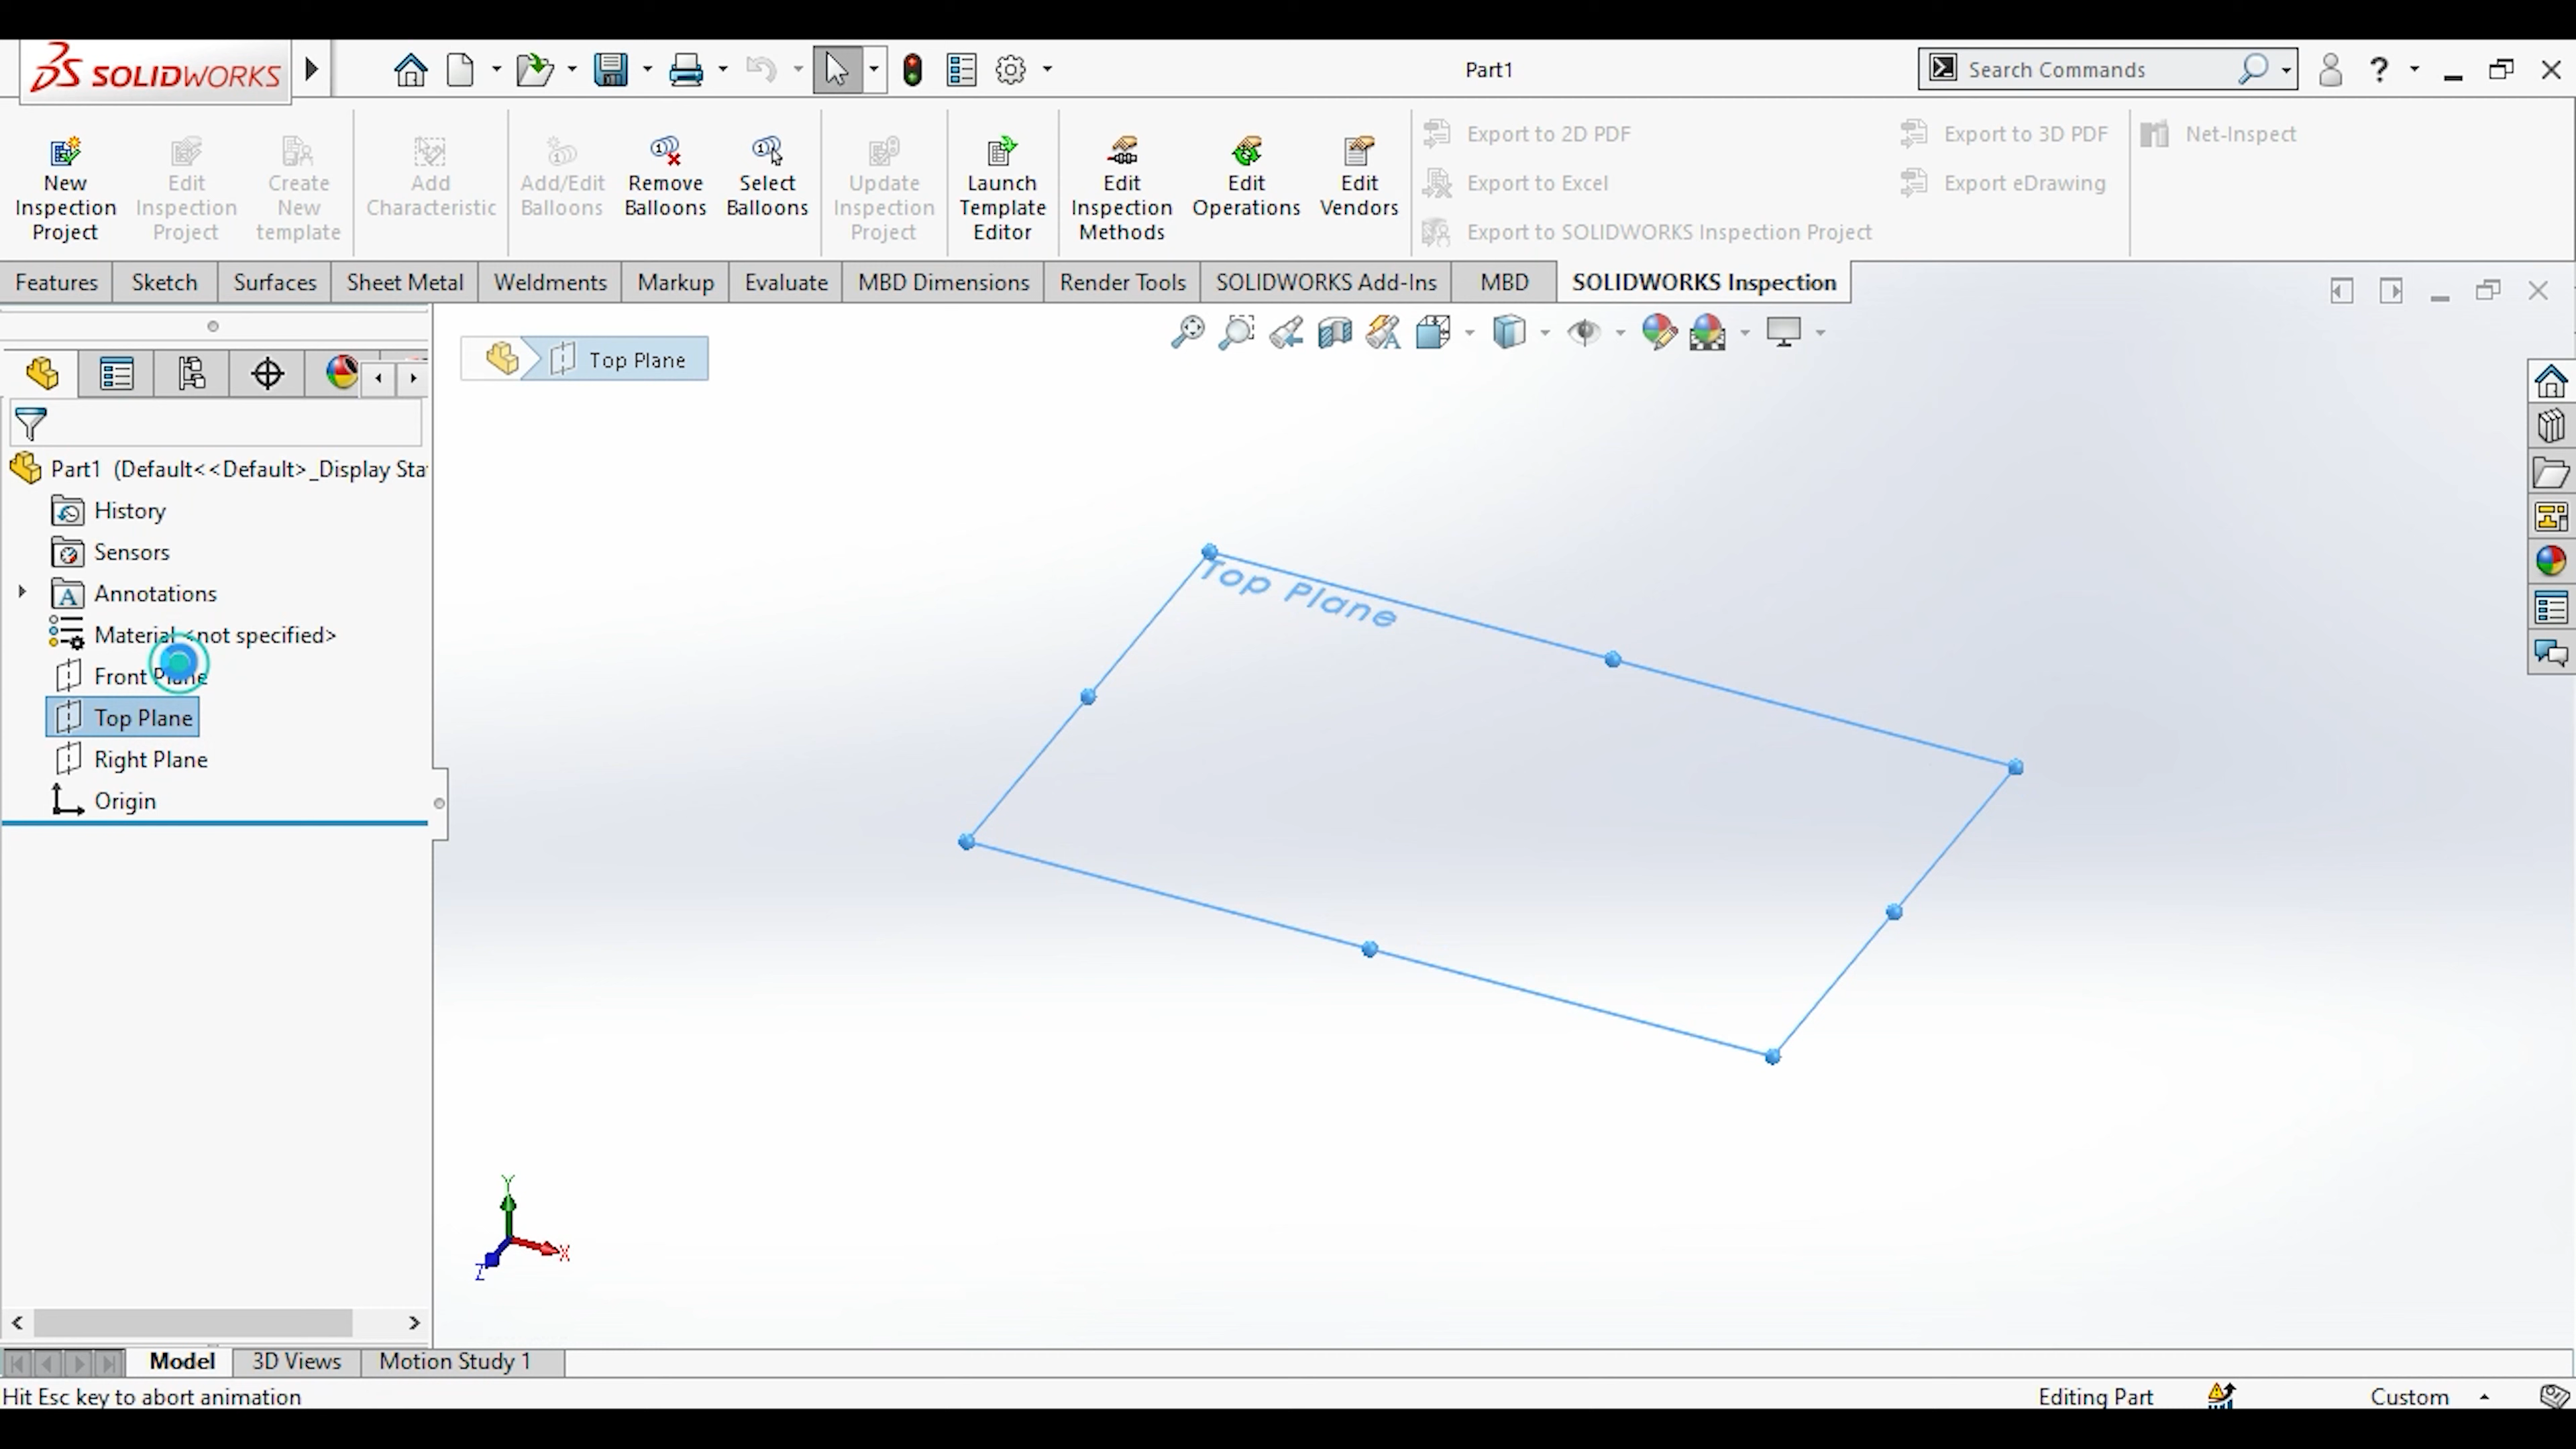 SOLIDWORKS
Part1
Search Commands
?
New Inspection Project
Edit Inspection Project
Create New template
Add Characteristic
Add/Edit Balloons
Remove Balloons
Select Balloons
Update Inspection Project
Launch Template Editor
Edit Inspection Methods
Edit Operations
Edit Vendors
Export to 2D PDF
Export to Excel
Export to SOLIDWORKS Inspection Project
Export to 3D PDF
Export eDrawing
Net-Inspect
Features Sketch Surfaces Sheet Metal Weldments Markup Evaluate MBD Dimensions Render Tools SOLIDWORKS Add-Ins MBD SOLIDWORKS Inspection
Top Plane
Part1 (Default<<Default>_Display Sta
History
Sensors
Annotations
Material <not specified>
Front Plane
Top Plane
Right Plane
Origin
Top Plane
Y
X
Z
Model 3D Views Motion Study 1
Hit Esc key to abort animation
Editing Part
Custom